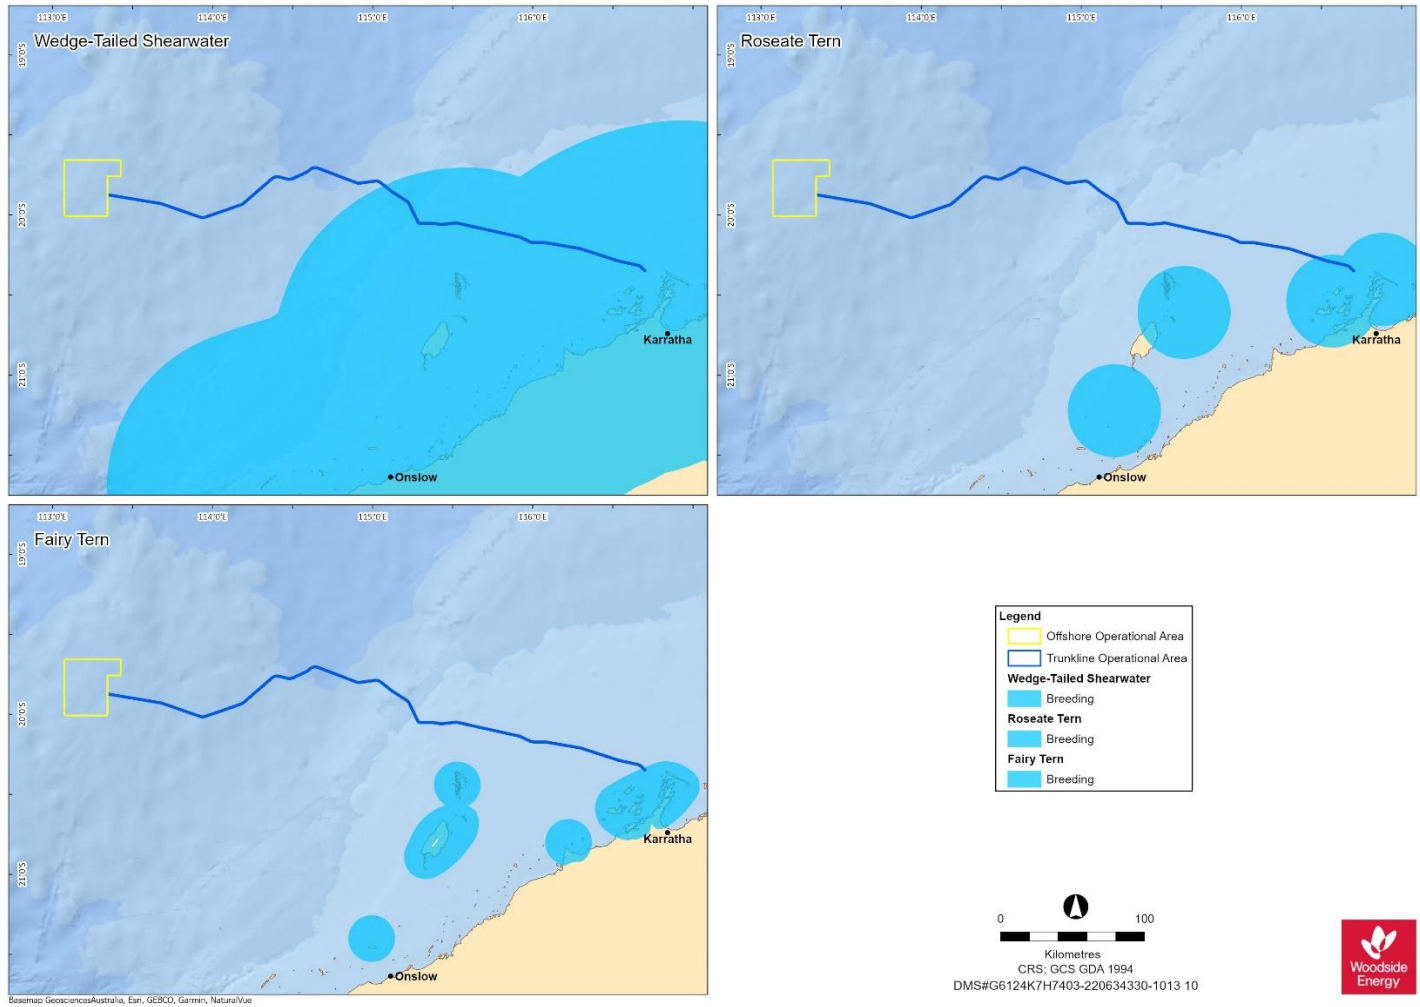 113°0'E
114°0'E
115°0'E
116°0'E
Wedge-Tailed Shearwater
19°0'S
20°0'S
21°0'S
Karratha
Onslow
113°0'E
114°0'E
115°0'E
116°0'E
Roseate Tern
19°0'S
20°0'S
21°0'S
Karratha
Onslow
113°0'E
114°0'E
115°0'E
116°0'E
Fairy Tern
19°0'S
20°0'S
21°0'S
Karratha
Onslow
Basemap GeosciencesAustralia, Esri, GEBCO, Garmin, NaturalVue
Legend
Offshore Operational Area
Trunkline Operational Area
Wedge-Tailed Shearwater
Breeding
Roseate Tern
Breeding
Fairy Tern
Breeding
0 100
Kilometres
CRS: GCS GDA 1994
DMS#G6124K7H7403-220634330-1013 10
Woodside
Energy